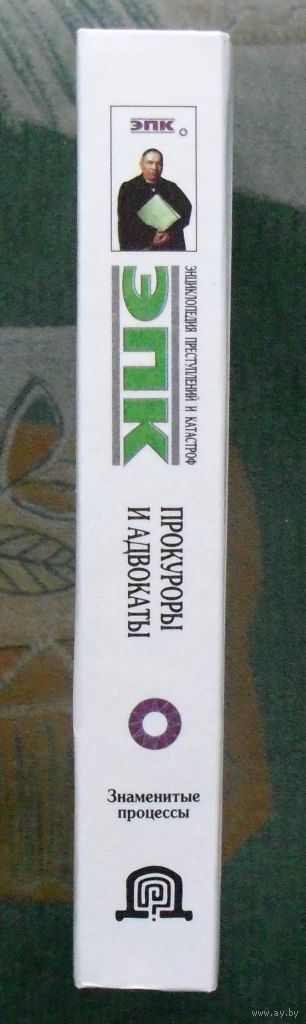 ЭПК
ЭНЦИКЛОПЕДИЯ ПРЕСТУПЛЕНИЙ И КАТАСТРОФ
ЭПК
ПРОКУРОРЫ
И АДВОКАТЫ
Знаменитые
процессы
www.ay.by